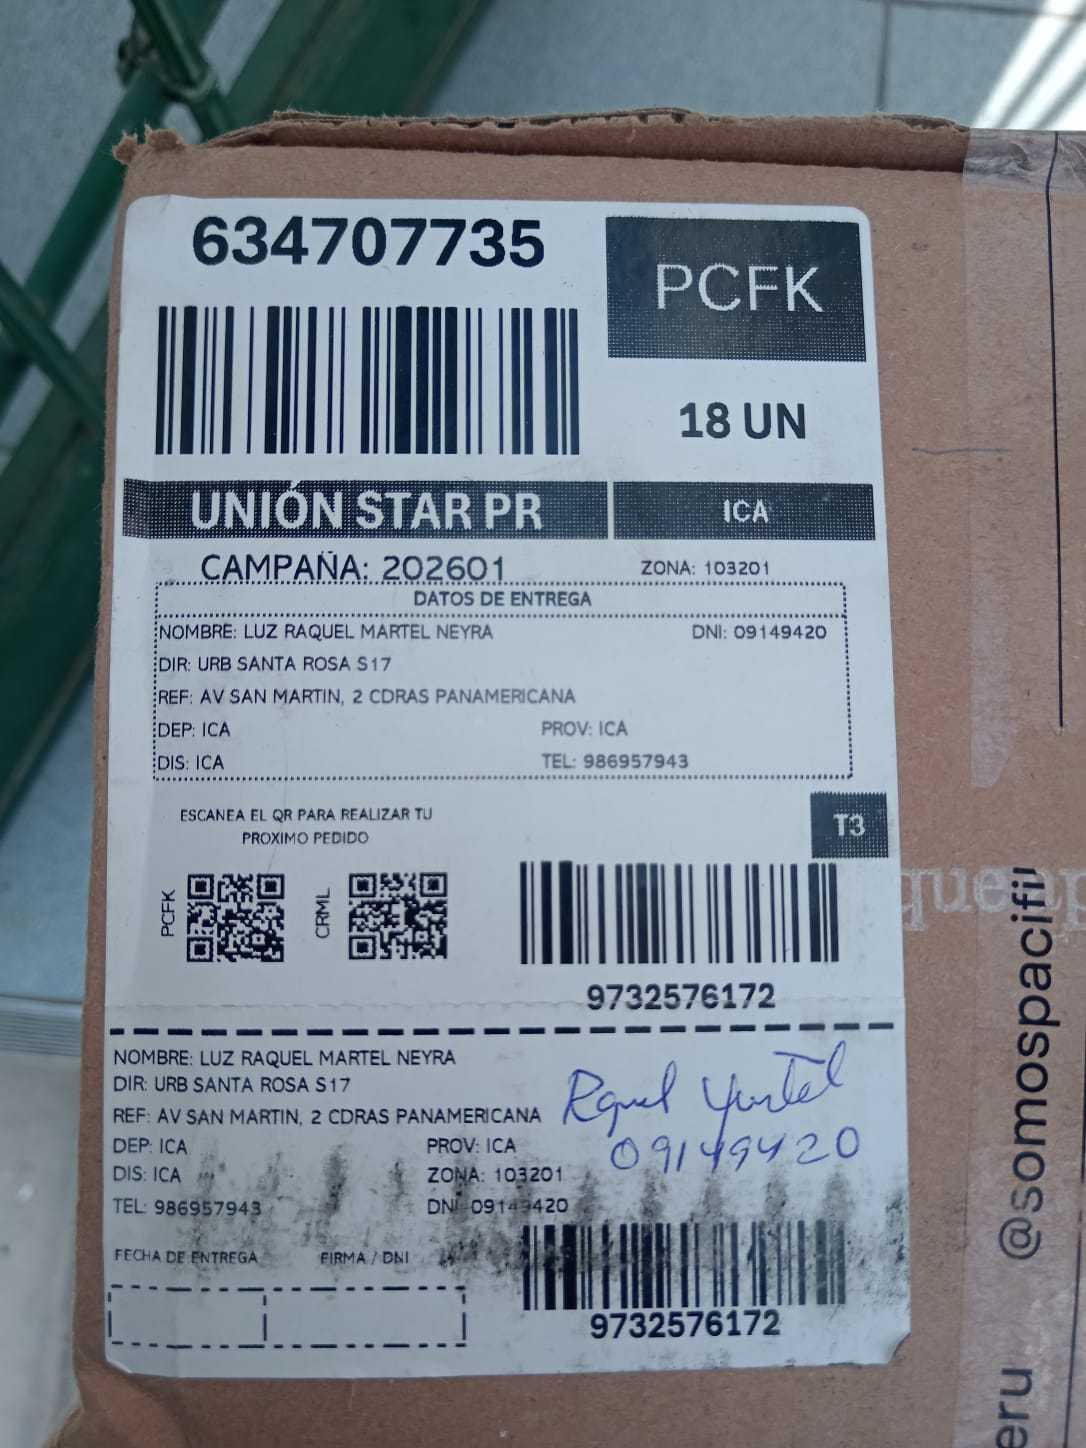 634707735
PCFK
18 UN
UNIÓN STAR PR
ICA
CAMPAÑA: 202601
ZONA: 103201
DATOS DE ENTREGA
NOMBRE: LUZ RAQUEL MARTEL NEYRA DNI: 09149420
DIR: URB SANTA ROSA S17
REF: AV SAN MARTIN, 2 CDRAS PANAMERICANA
DEP: ICA PROV: ICA
DIS: ICA TEL: 986957943
ESCANEA EL QR PARA REALIZAR TU
PROXIMO PEDIDO
T3
PCFK
CRML
9732576172
NOMBRE: LUZ RAQUEL MARTEL NEYRA
DIR: URB SANTA ROSA S17
REF: AV SAN MARTIN, 2 CDRAS PANAMERICANA
DEP: ICA PROV: ICA
DIS: ICA ZONA: 103201
TEL: 986957943 DNI 09149420
Raquel Martel
09149420
FECHA DE ENTREGA FIRMA / DNI
9732576172
@somospacifi
eru